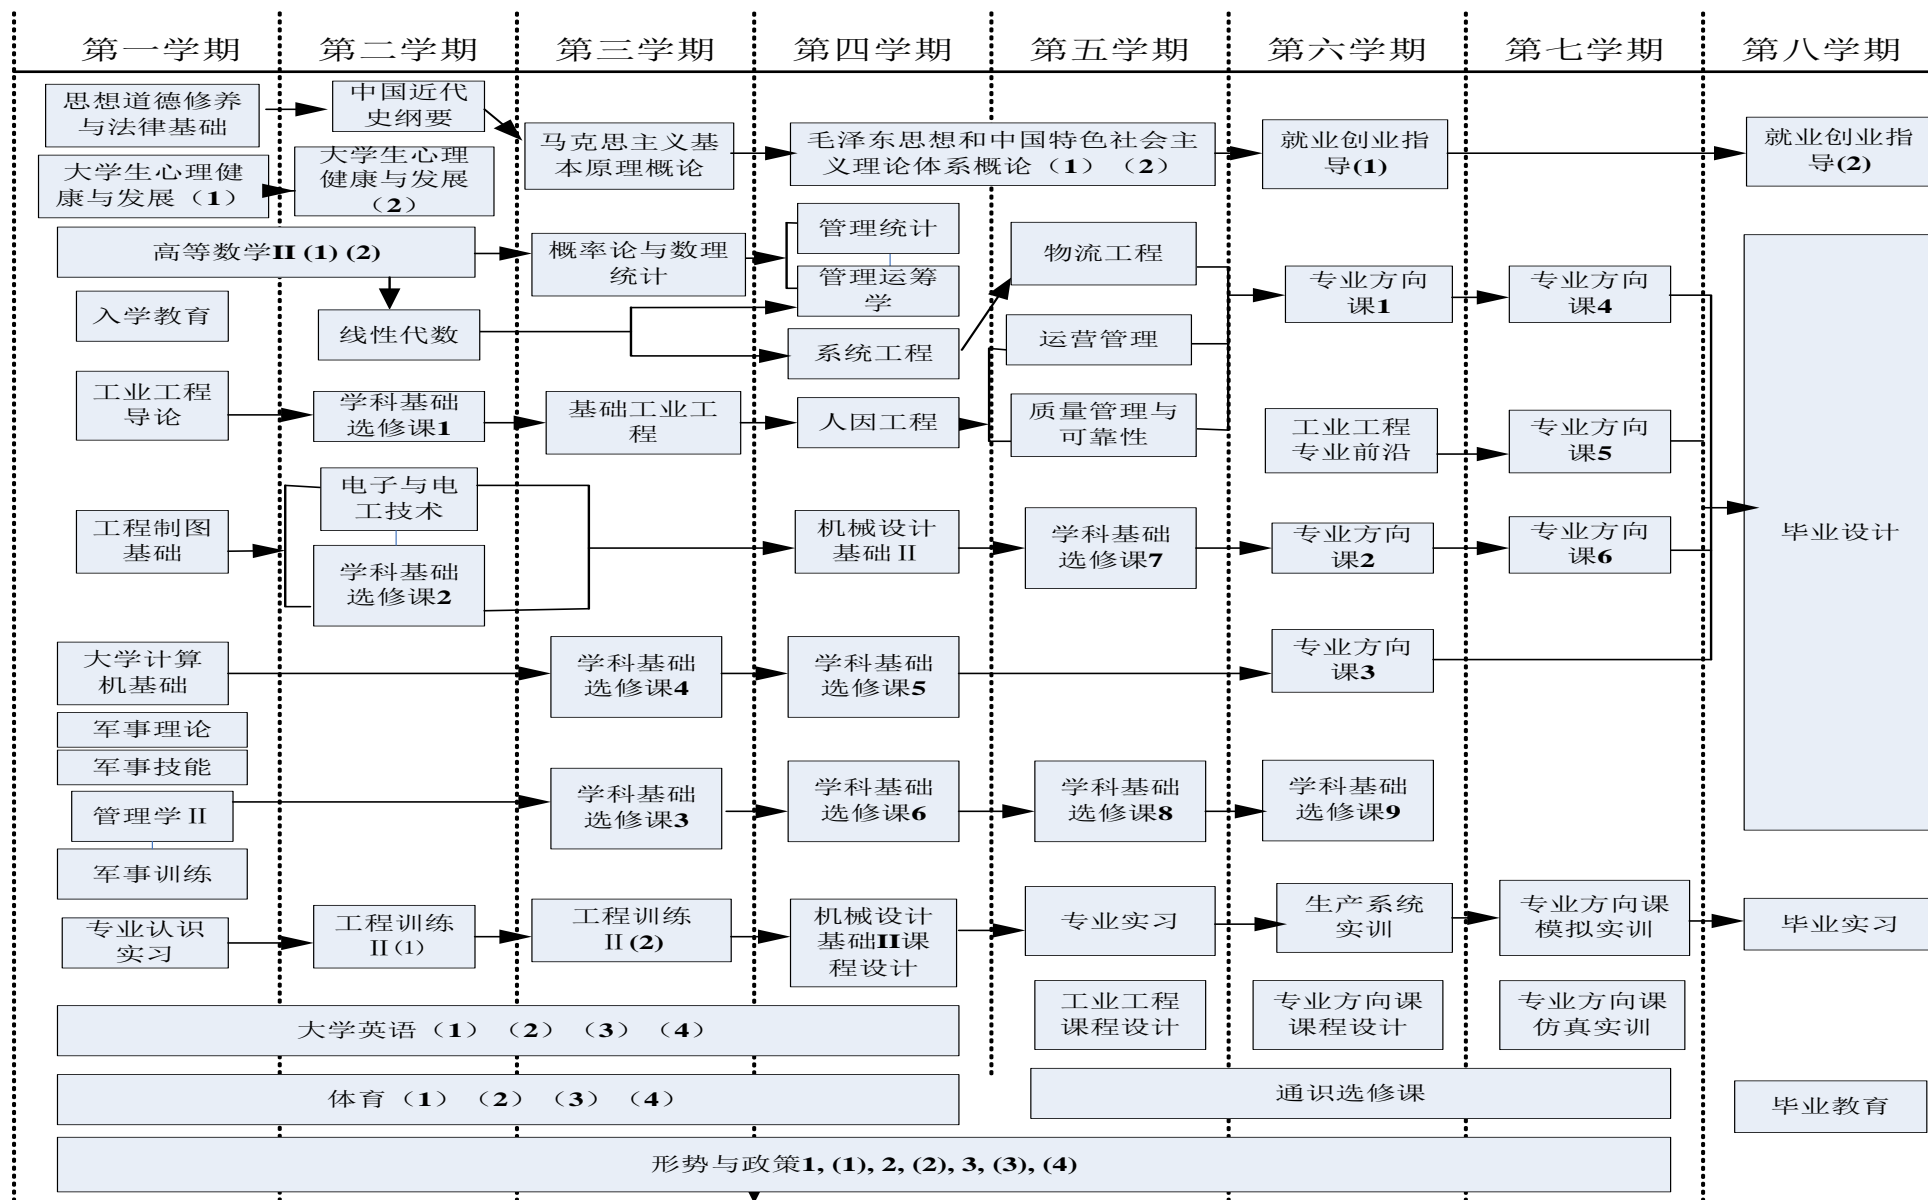 第一学期
第二学期
第三学期
第四学期
第五学期
第六学期
第七学期
第八学期
思想道德修养
与法律基础
中国近代
史纲要
马克思主义基
本原理概论
毛泽东思想和中国特色社会主
义理论体系概论（1）（2）
就业创业指
导(1)
就业创业指
导(2)
大学生心理健
康与发展（1）
大学生心理
健康与发展
（2）
高等数学II (1) (2)
概率论与数理
统计
管理统计
管理运筹
学
物流工程
专业方向
课1
专业方向
课4
入学教育
线性代数
系统工程
运营管理
工业工程
导论
学科基础
选修课1
基础工业工
程
人因工程
质量管理与
可靠性
工业工程
专业前沿
专业方向
课5
毕业设计
工程制图
基础
电子与电
工技术
学科基础
选修课2
机械设计
基础Ⅱ
学科基础
选修课7
专业方向
课2
专业方向
课6
大学计算
机基础
学科基础
选修课4
学科基础
选修课5
专业方向
课3
军事理论
军事技能
管理学Ⅱ
学科基础
选修课3
学科基础
选修课6
学科基础
选修课8
学科基础
选修课9
军事训练
专业认识
实习
工程训练
II(1)
工程训练
II(2)
机械设计
基础II课
程设计
专业实习
生产系统
实训
专业方向课
模拟实训
毕业实习
工业工程
课程设计
专业方向课
课程设计
专业方向课
仿真实训
大学英语（1）（2）（3）（4）
体育（1）（2）（3）（4）
通识选修课
毕业教育
形势与政策1, (1), 2, (2), 3, (3), (4)